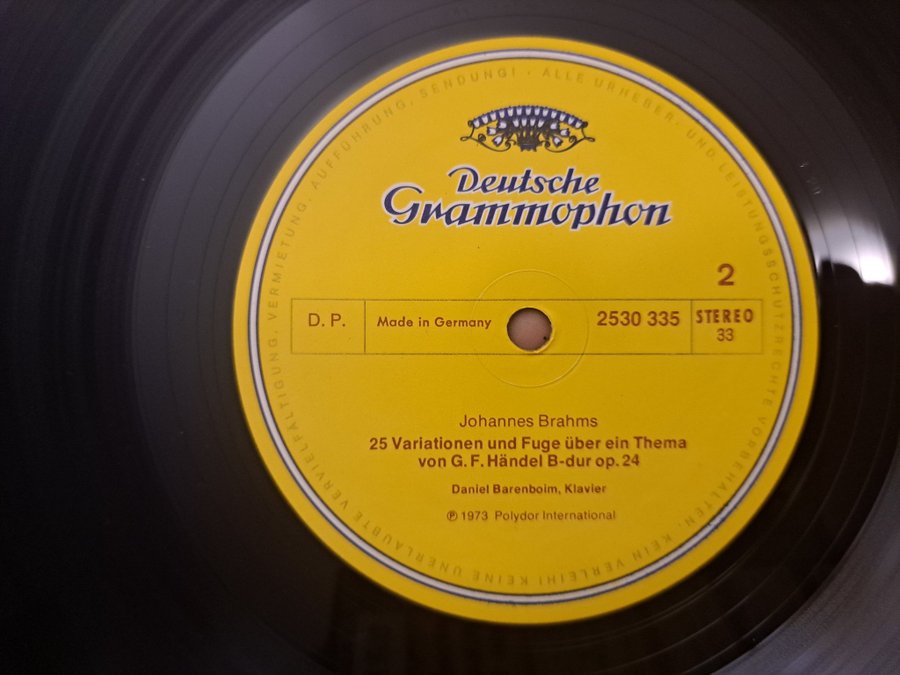 ALLE URHEBER- UND LEISTUNGSSCHUTZRECHTE VORBEHALTEN. KEIN VERLEIH! KEINE UNERLAUBTE VERVIELFÄLTIGUNG, VERMIETUNG, AUFFÜHRUNG, SENDUNG! ·
Deutsche
Grammophon
2
D. P.
Made in Germany
2530 335
STEREO
33
Johannes Brahms
25 Variationen und Fuge über ein Thema
von G. F. Händel B-dur op. 24
Daniel Barenboim, Klavier
℗ 1973 Polydor International